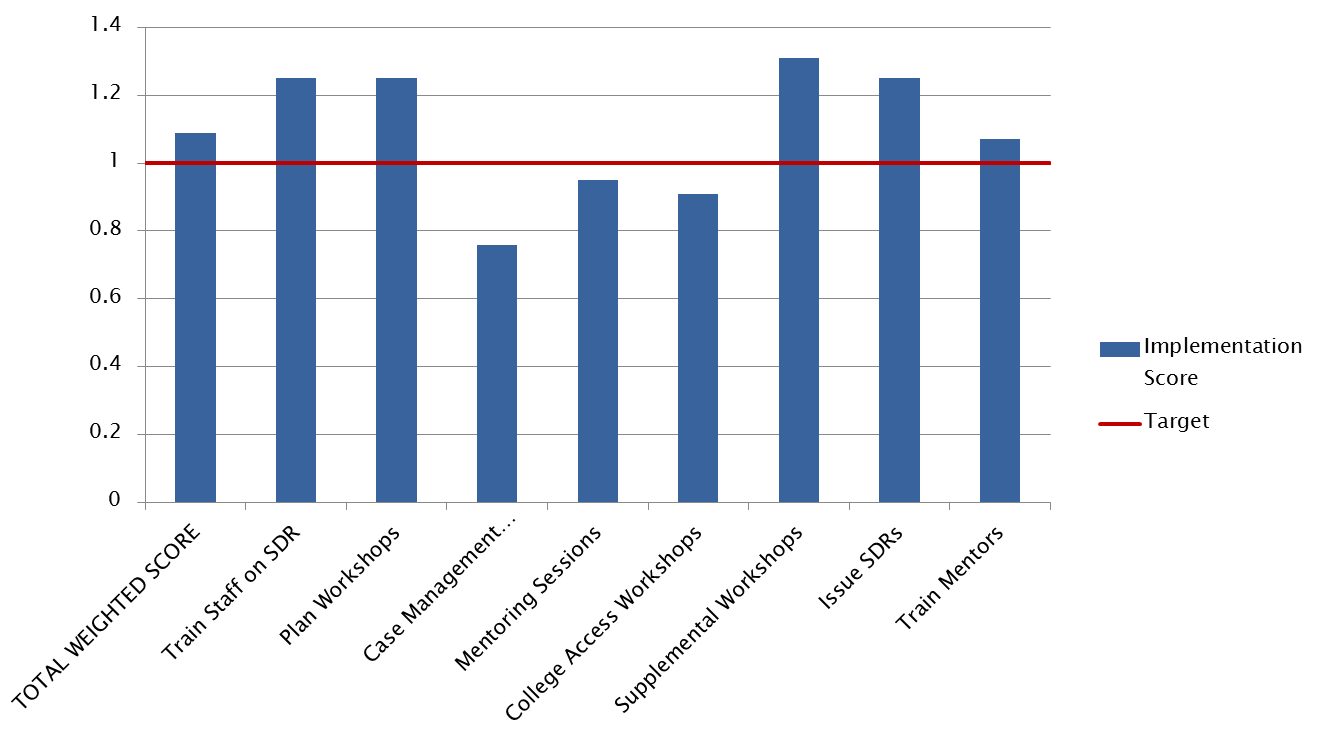 1.4
1.2
1
0.8
0.6
0.4
0.2
0
TOTAL WEIGHTED SCORE
Train Staff on SDR
Plan Workshops
Case Management...
Mentoring Sessions
College Access Workshops
Supplemental Workshops
Issue SDRs
Train Mentors
Implementation
Score
Target